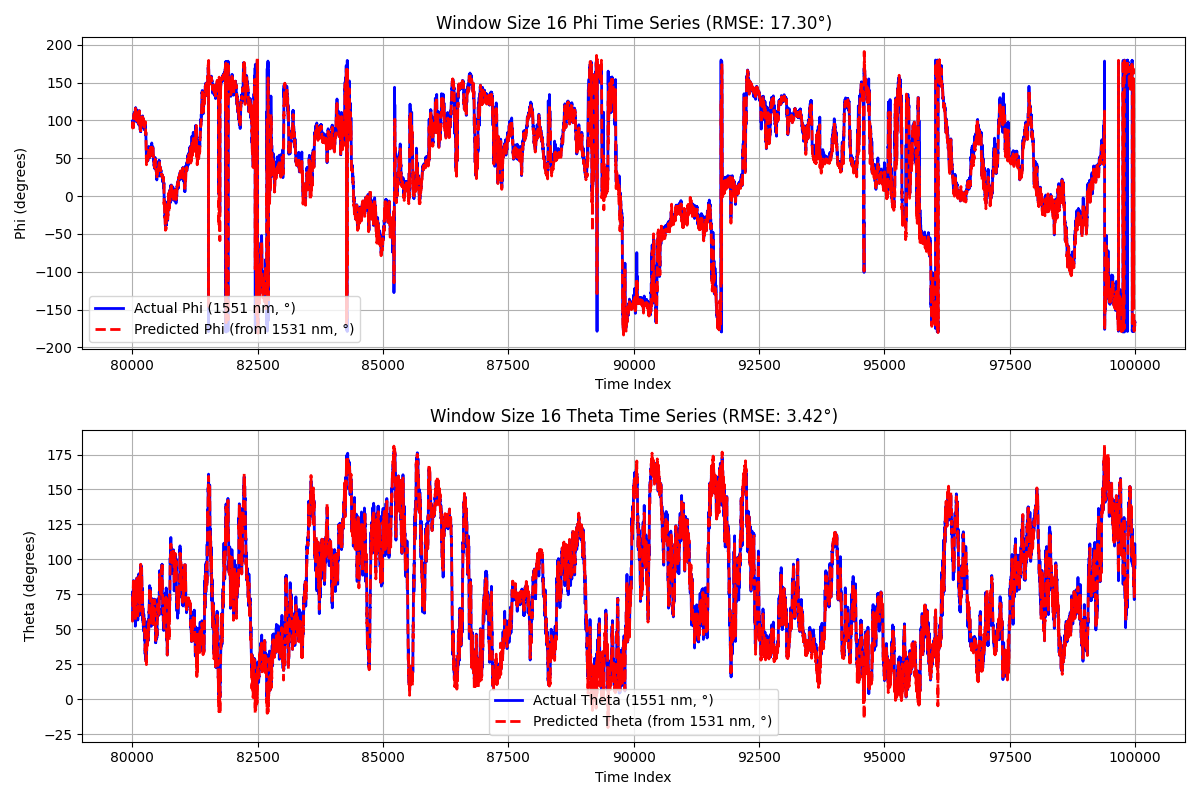 Window Size 16 Phi Time Series (RMSE: 17.30°)
200
150
100
50
0
−50
−100
−150
−200
Phi (degrees)
Actual Phi (1551 nm, °)
Predicted Phi (from 1531 nm, °)
80000 82500 85000 87500 90000 92500 95000 97500 100000
Time Index
Window Size 16 Theta Time Series (RMSE: 3.42°)
175
150
125
100
75
50
25
0
−25
Theta (degrees)
Actual Theta (1551 nm, °)
Predicted Theta (from 1531 nm, °)
80000 82500 85000 87500 90000 92500 95000 97500 100000
Time Index